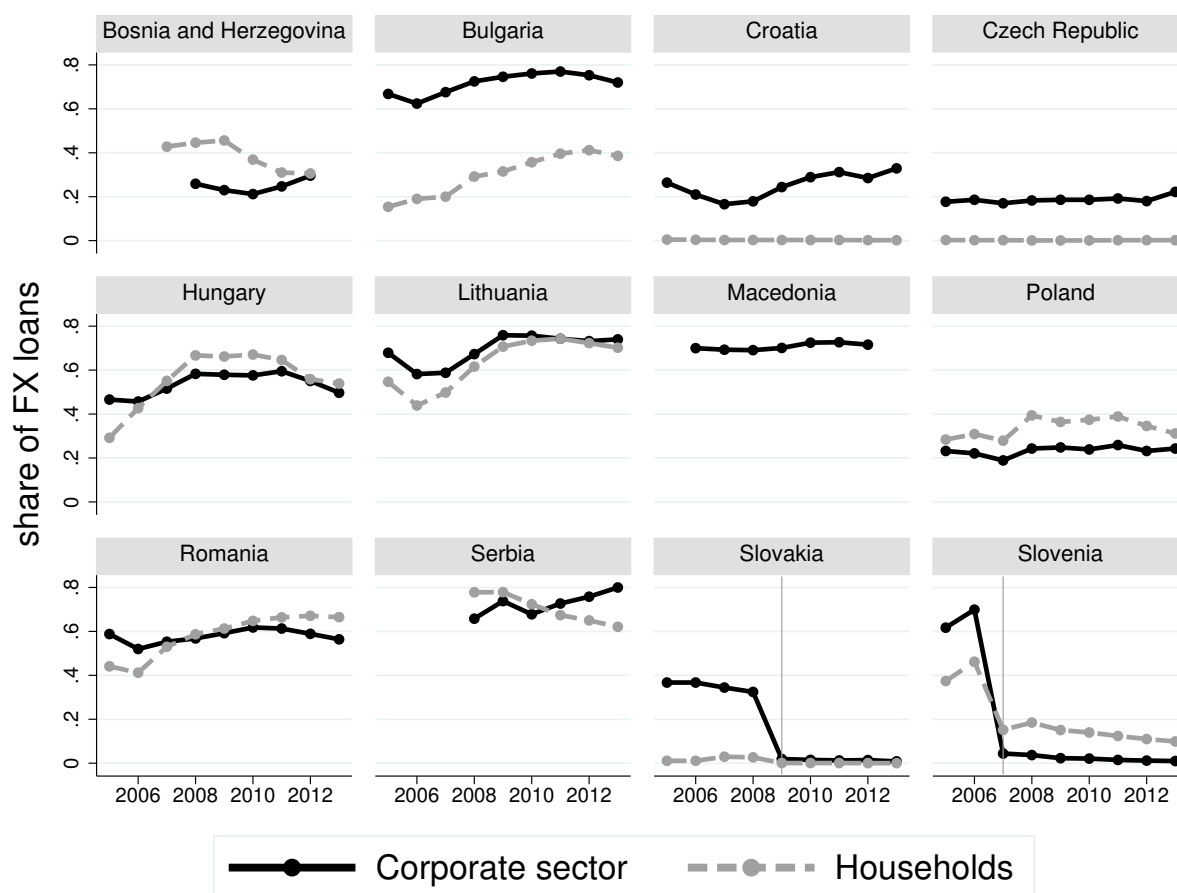 Bosnia and Herzegovina Bulgaria Croatia Czech Republic
.8
.6
.4
.2
0
Hungary Lithuania Macedonia Poland
share of FX loans
.8
.6
.4
.2
0
Romania Serbia Slovakia Slovenia
.8
.6
.4
.2
0
2006 2008 2010 2012 2006 2008 2010 2012 2006 2008 2010 2012 2006 2008 2010 2012
Corporate sector Households